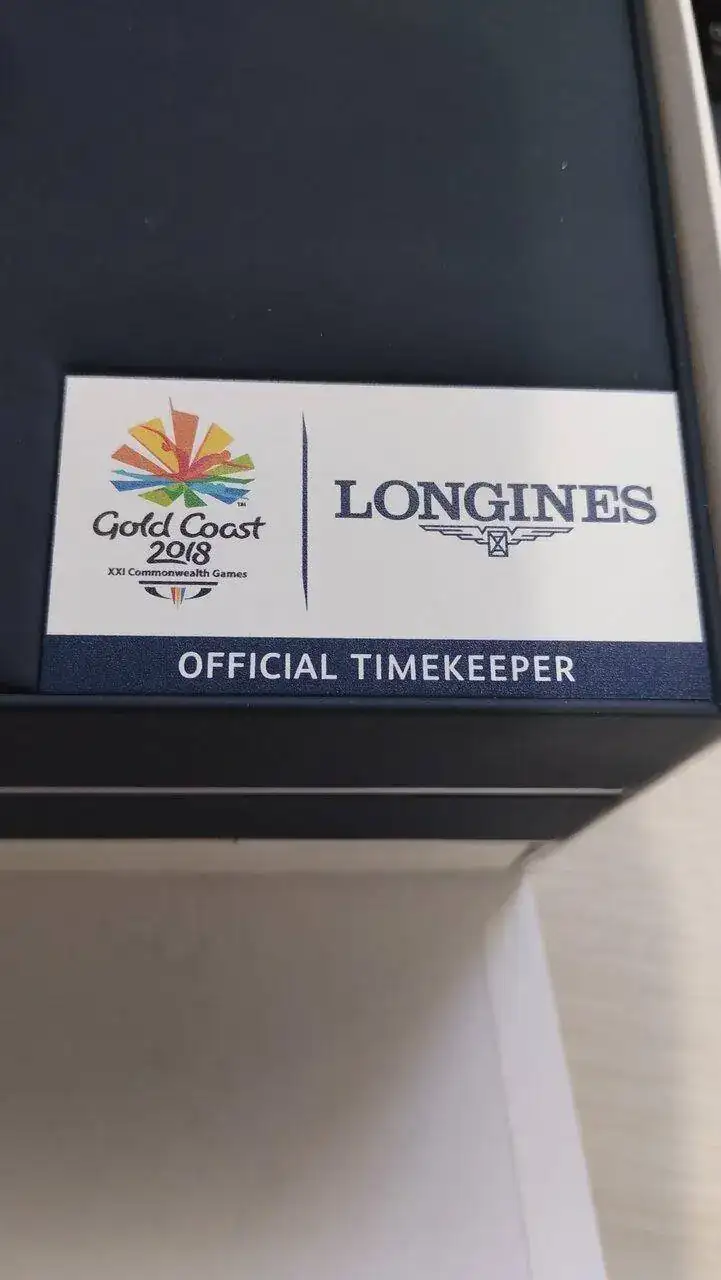 Gold Coast
2018
XXI Commonwealth Games
LONGINES
OFFICIAL TIMEKEEPER